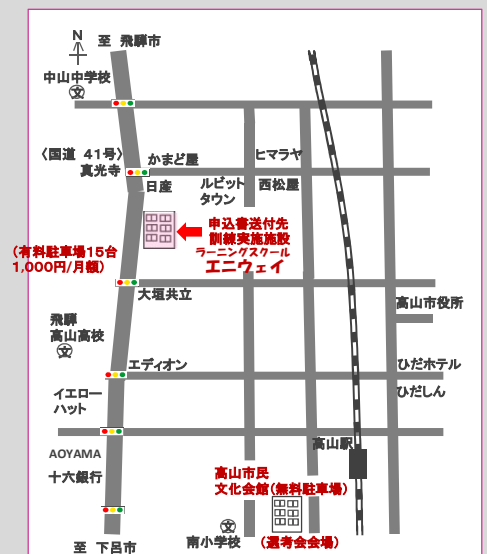 N
至 飛騨市
中山中学校
文
〈国道 41号〉
真光寺
かまど屋
日産
ルビット
タウン
ヒマラヤ
西松屋
申込書送付先
訓練実施施設
ラーニングスクール
エニウェイ
（有料駐車場15台
1,000円/月額）
大垣共立
高山市役所
飛騨
高山高校
文
エディオン
ひだホテル
ひだしん
イエロー
ハット
AOYAMA
十六銀行
高山駅
高山市民
文化会館（無料駐車場）
文
南小学校
（選考会会場）
至 下呂市